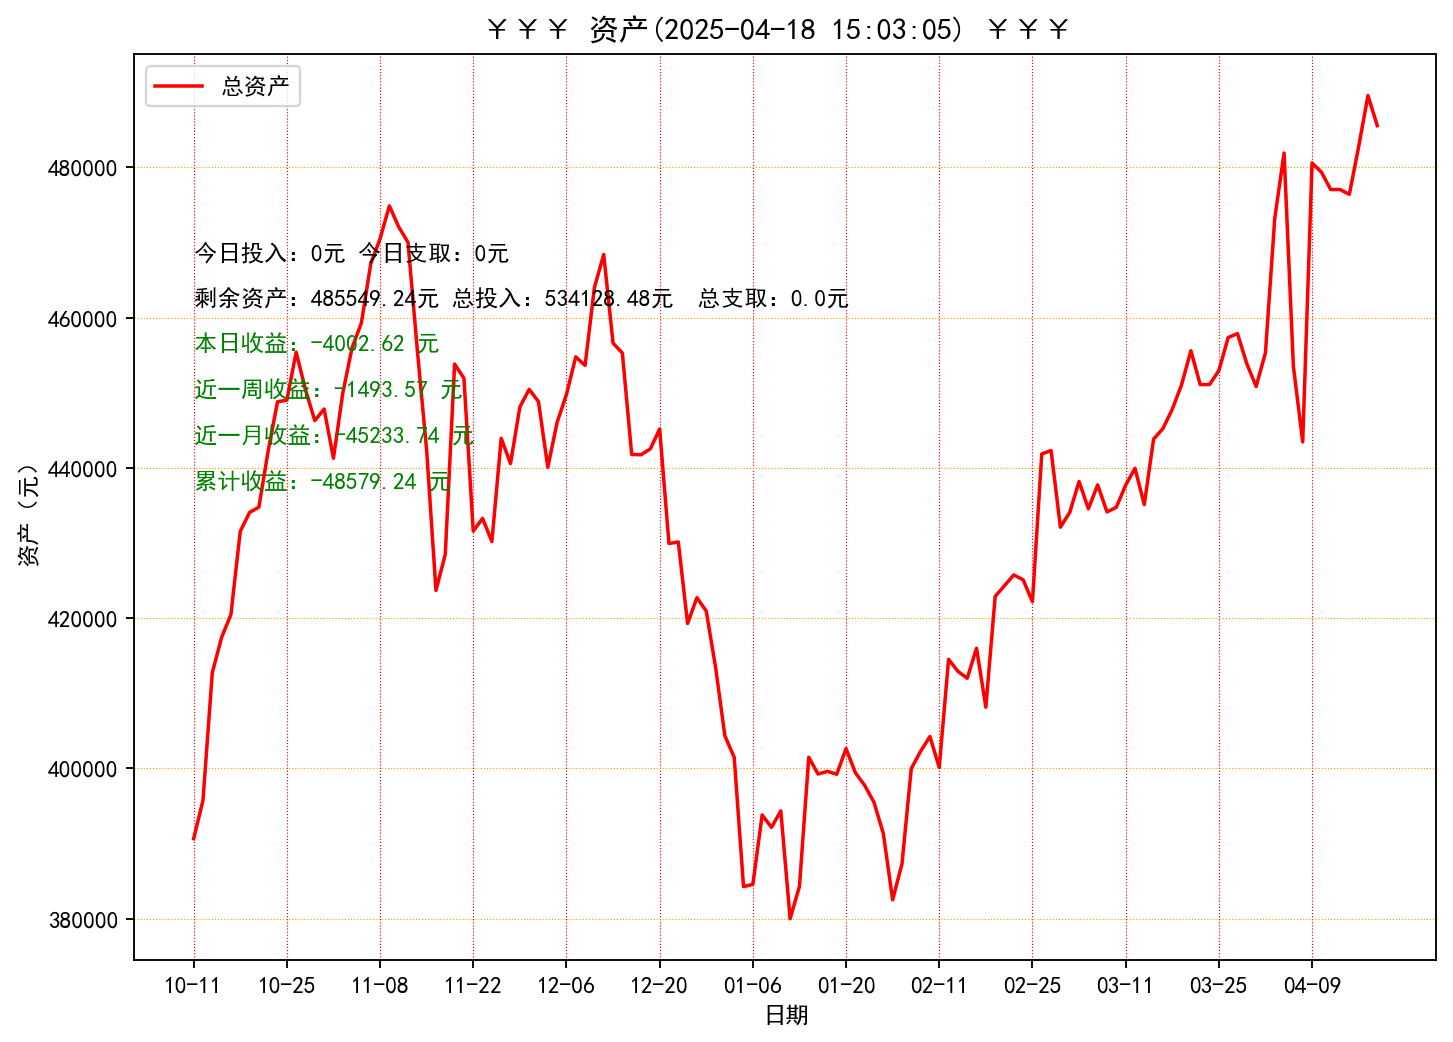 ￥￥￥ 资产(2025-04-18 15:03:05) ￥￥￥
总资产
今日投入：0元 今日支取：0元
剩余资产：485549.24元 总投入：534128.48元  总支取：0.0元
本日收益：-4002.62 元
近一周收益：-1493.57 元
近一月收益：-45233.74 元
累计收益：-48579.24 元
资产（元）
480000
460000
440000
420000
400000
380000
10-11 10-25 11-08 11-22 12-06 12-20 01-06 01-20 02-11 02-25 03-11 03-25 04-09
日期